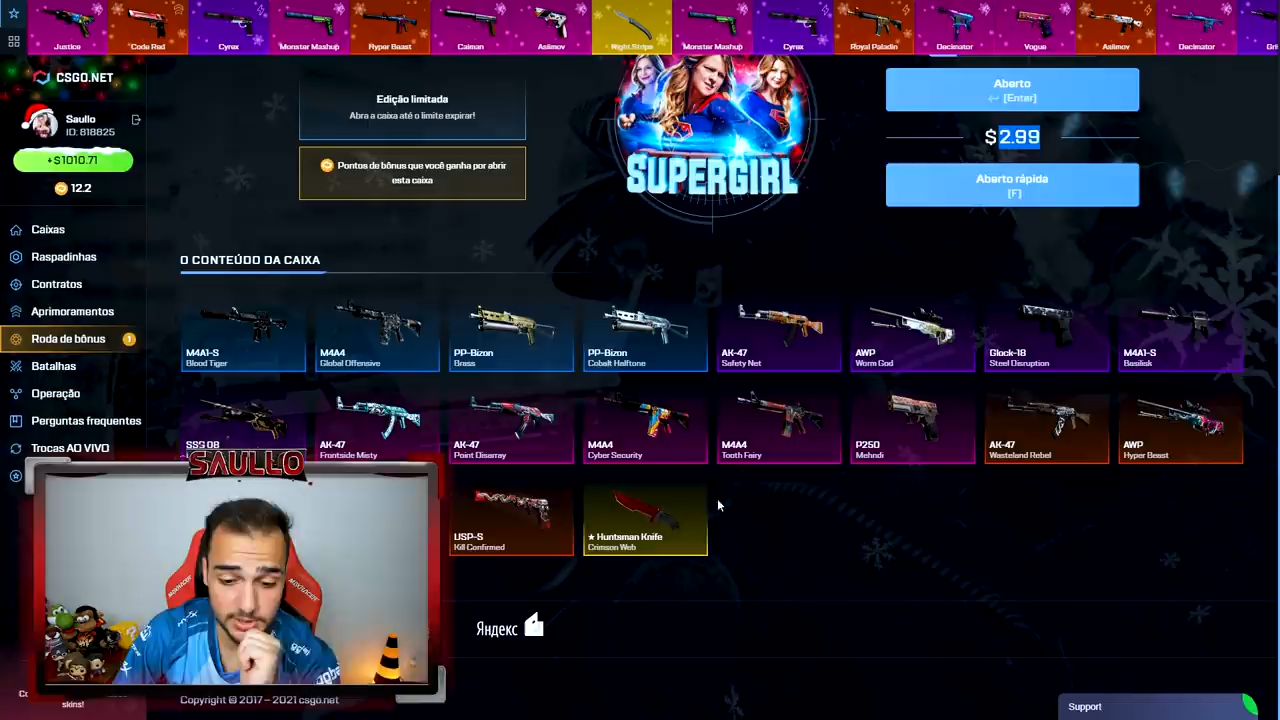 Justice
Code Red
Cyrex
Monster Mashup
Hyper Beast
Caiman
Asiimov
Night Stripe
Monster Mashup
Cyrex
Royal Paladin
Decimator
Vogue
Asiimov
Decimator
CSGO.NET
Saullo
ID: 818825
+$1010.71
12.2
Caixas
Raspadinhas
Contratos
Aprimoramentos
Roda de bônus
1
Batalhas
Operação
Perguntas frequentes
Trocas AO VIVO
Edição limitada
Abra a caixa até o limite expirar!
Pontos de bônus que você ganha por abrir
esta caixa
SUPERGIRL
Aberto
↩ [Enter]
$2.99
Aberto rápida
[F]
O CONTEÚDO DA CAIXA
M4A1-S
Blood Tiger
M4A4
Global Offensive
PP-Bizon
Brass
PP-Bizon
Cobalt Halftone
AK-47
Safety Net
AWP
Worm God
Glock-18
Steel Disruption
M4A1-S
Basilisk
SSG 08
AK-47
Frontside Misty
AK-47
Point Disarray
M4A4
Cyber Security
M4A4
Tooth Fairy
P250
Mehndi
AK-47
Wasteland Rebel
AWP
Hyper Beast
USP-S
Kill Confirmed
★ Huntsman Knife
Crimson Web
SAULLO
Яндекс
Copyright © 2017 – 2021 csgo.net
skins!
Support